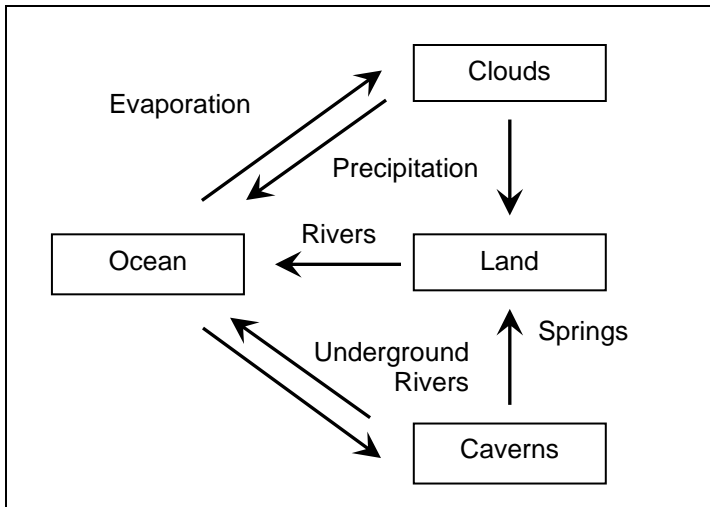 Clouds
Evaporation
Precipitation
Rivers
Ocean
Land
Springs
Underground
Rivers
Caverns